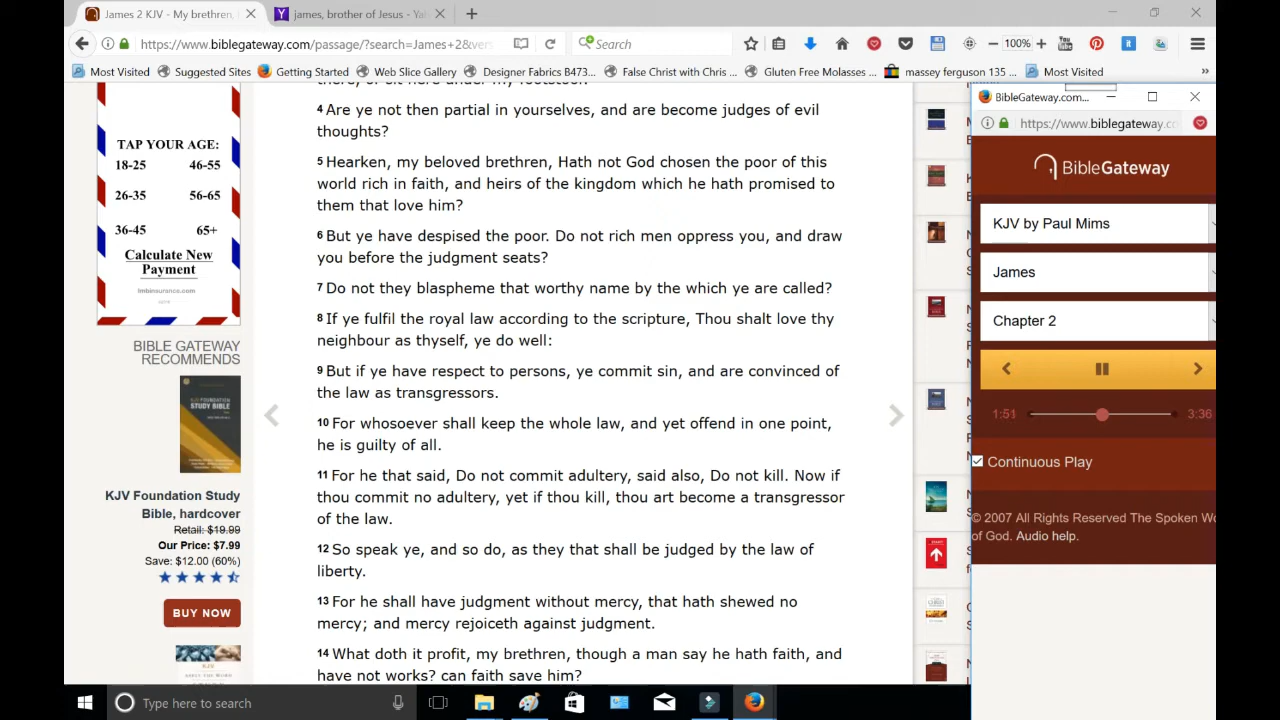 James 2 KJV - My brethren,
james, brother of Jesus - Yah
https://www.biblegateway.com/passage/?search=James+2&vers
Search
100%
You
Tube
Most Visited
Suggested Sites
Getting Started
Web Slice Gallery
Designer Fabrics B473...
False Christ with Chris ...
Gluten Free Molasses ...
massey ferguson 135 ...
Most Visited
TAP YOUR AGE:
18-25 46-55
26-35 56-65
36-45 65+
Calculate New
Payment
lmbinsurance.com
BIBLE GATEWAY
RECOMMENDS
KJV FOUNDATION
STUDY BIBLE
KJV Foundation Study
Bible, hardcover
Retail: $19.99
Our Price: $7.99
Save: $12.00 (60%)
BUY NOW
KJV
4 Are ye not then partial in yourselves, and are become judges of evil
thoughts?
5 Hearken, my beloved brethren, Hath not God chosen the poor of this
world rich in faith, and heirs of the kingdom which he hath promised to
them that love him?
6 But ye have despised the poor. Do not rich men oppress you, and draw
you before the judgment seats?
7 Do not they blaspheme that worthy name by the which ye are called?
8 If ye fulfil the royal law according to the scripture, Thou shalt love thy
neighbour as thyself, ye do well:
9 But if ye have respect to persons, ye commit sin, and are convinced of
the law as transgressors.
10 For whosoever shall keep the whole law, and yet offend in one point,
he is guilty of all.
11 For he that said, Do not commit adultery, said also, Do not kill. Now if
thou commit no adultery, yet if thou kill, thou art become a transgressor
of the law.
12 So speak ye, and so do, as they that shall be judged by the law of
liberty.
13 For he shall have judgment without mercy, that hath shewed no
mercy; and mercy rejoiceth against judgment.
14 What doth it profit, my brethren, though a man say he hath faith, and
have not works? can faith save him?
BibleGateway.com...
https://www.biblegateway.co
BibleGateway
KJV by Paul Mims
James
Chapter 2
1:51 3:36
Continuous Play
© 2007 All Rights Reserved The Spoken Wo
of God. Audio help.
Type here to search